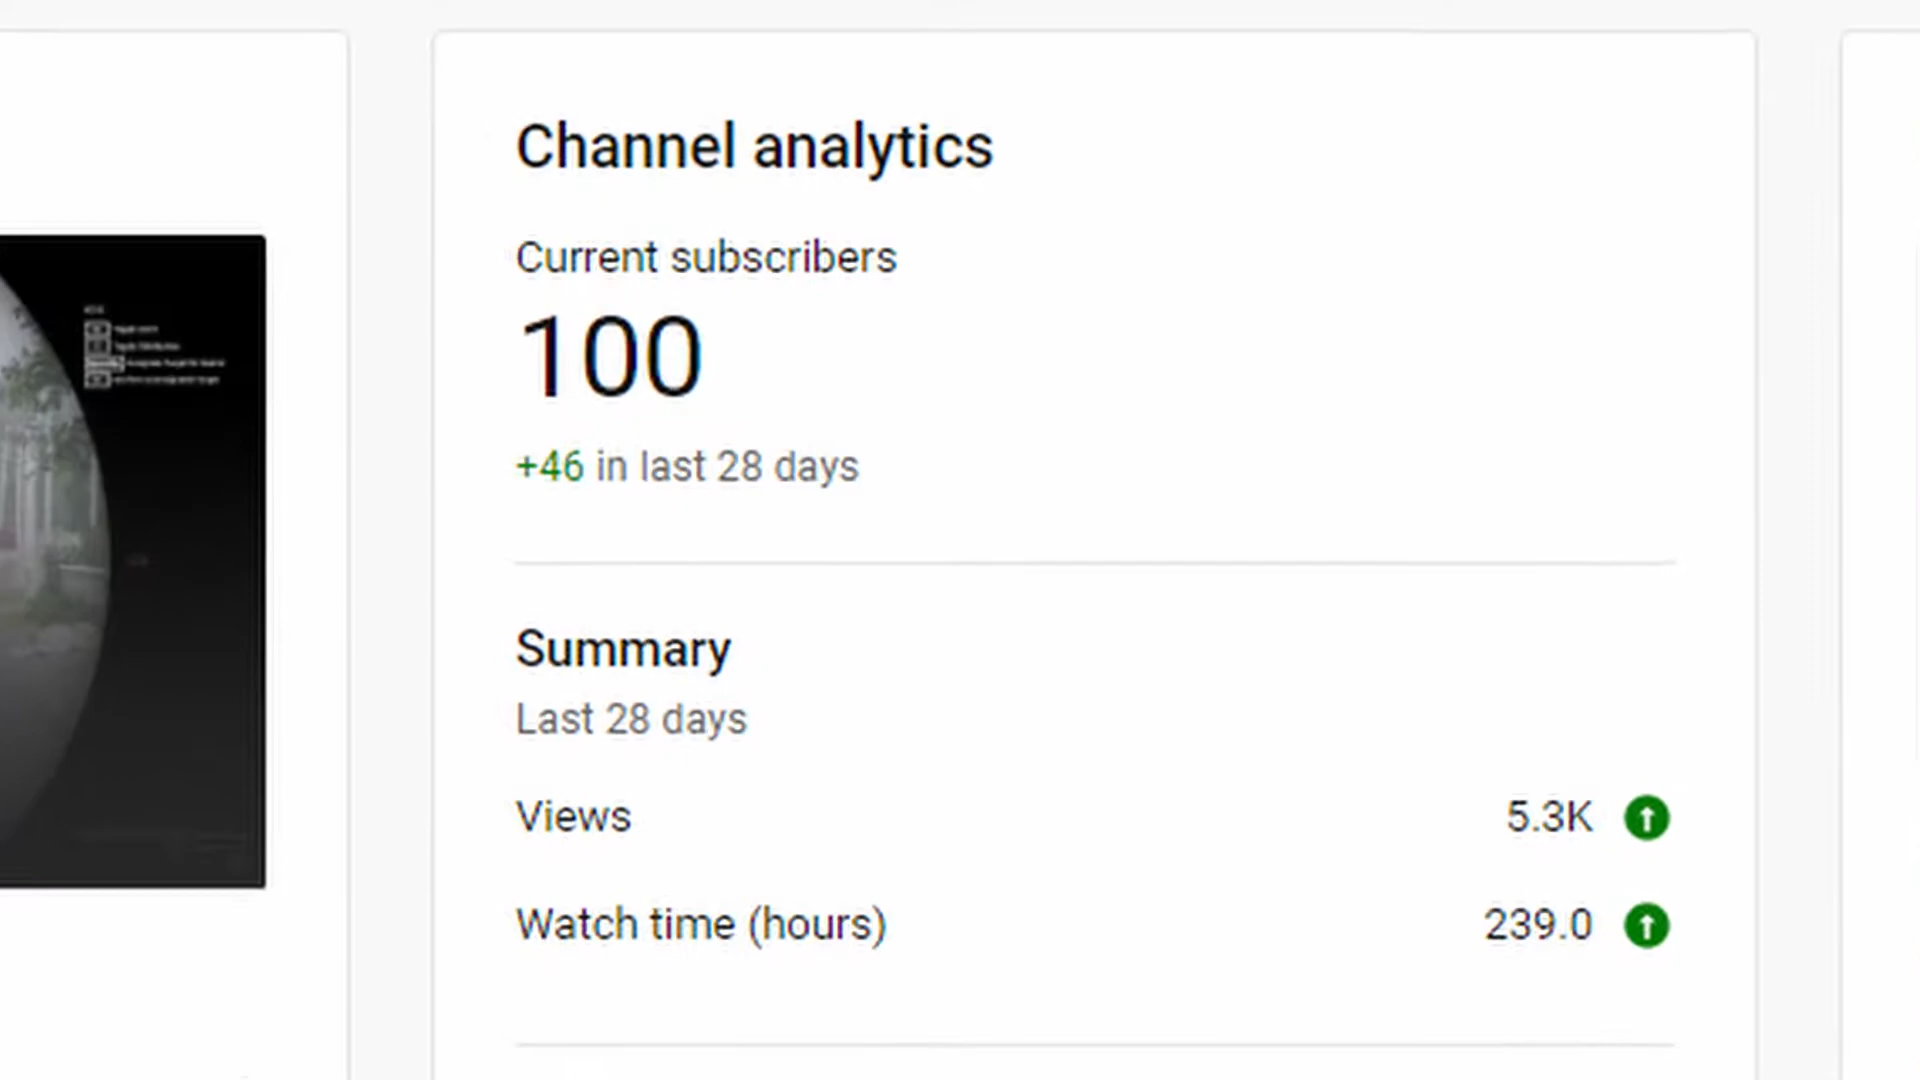 Channel analytics
Current subscribers
100
+46 in last 28 days
Summary
Last 28 days
Views 5.3K
Watch time (hours) 239.0